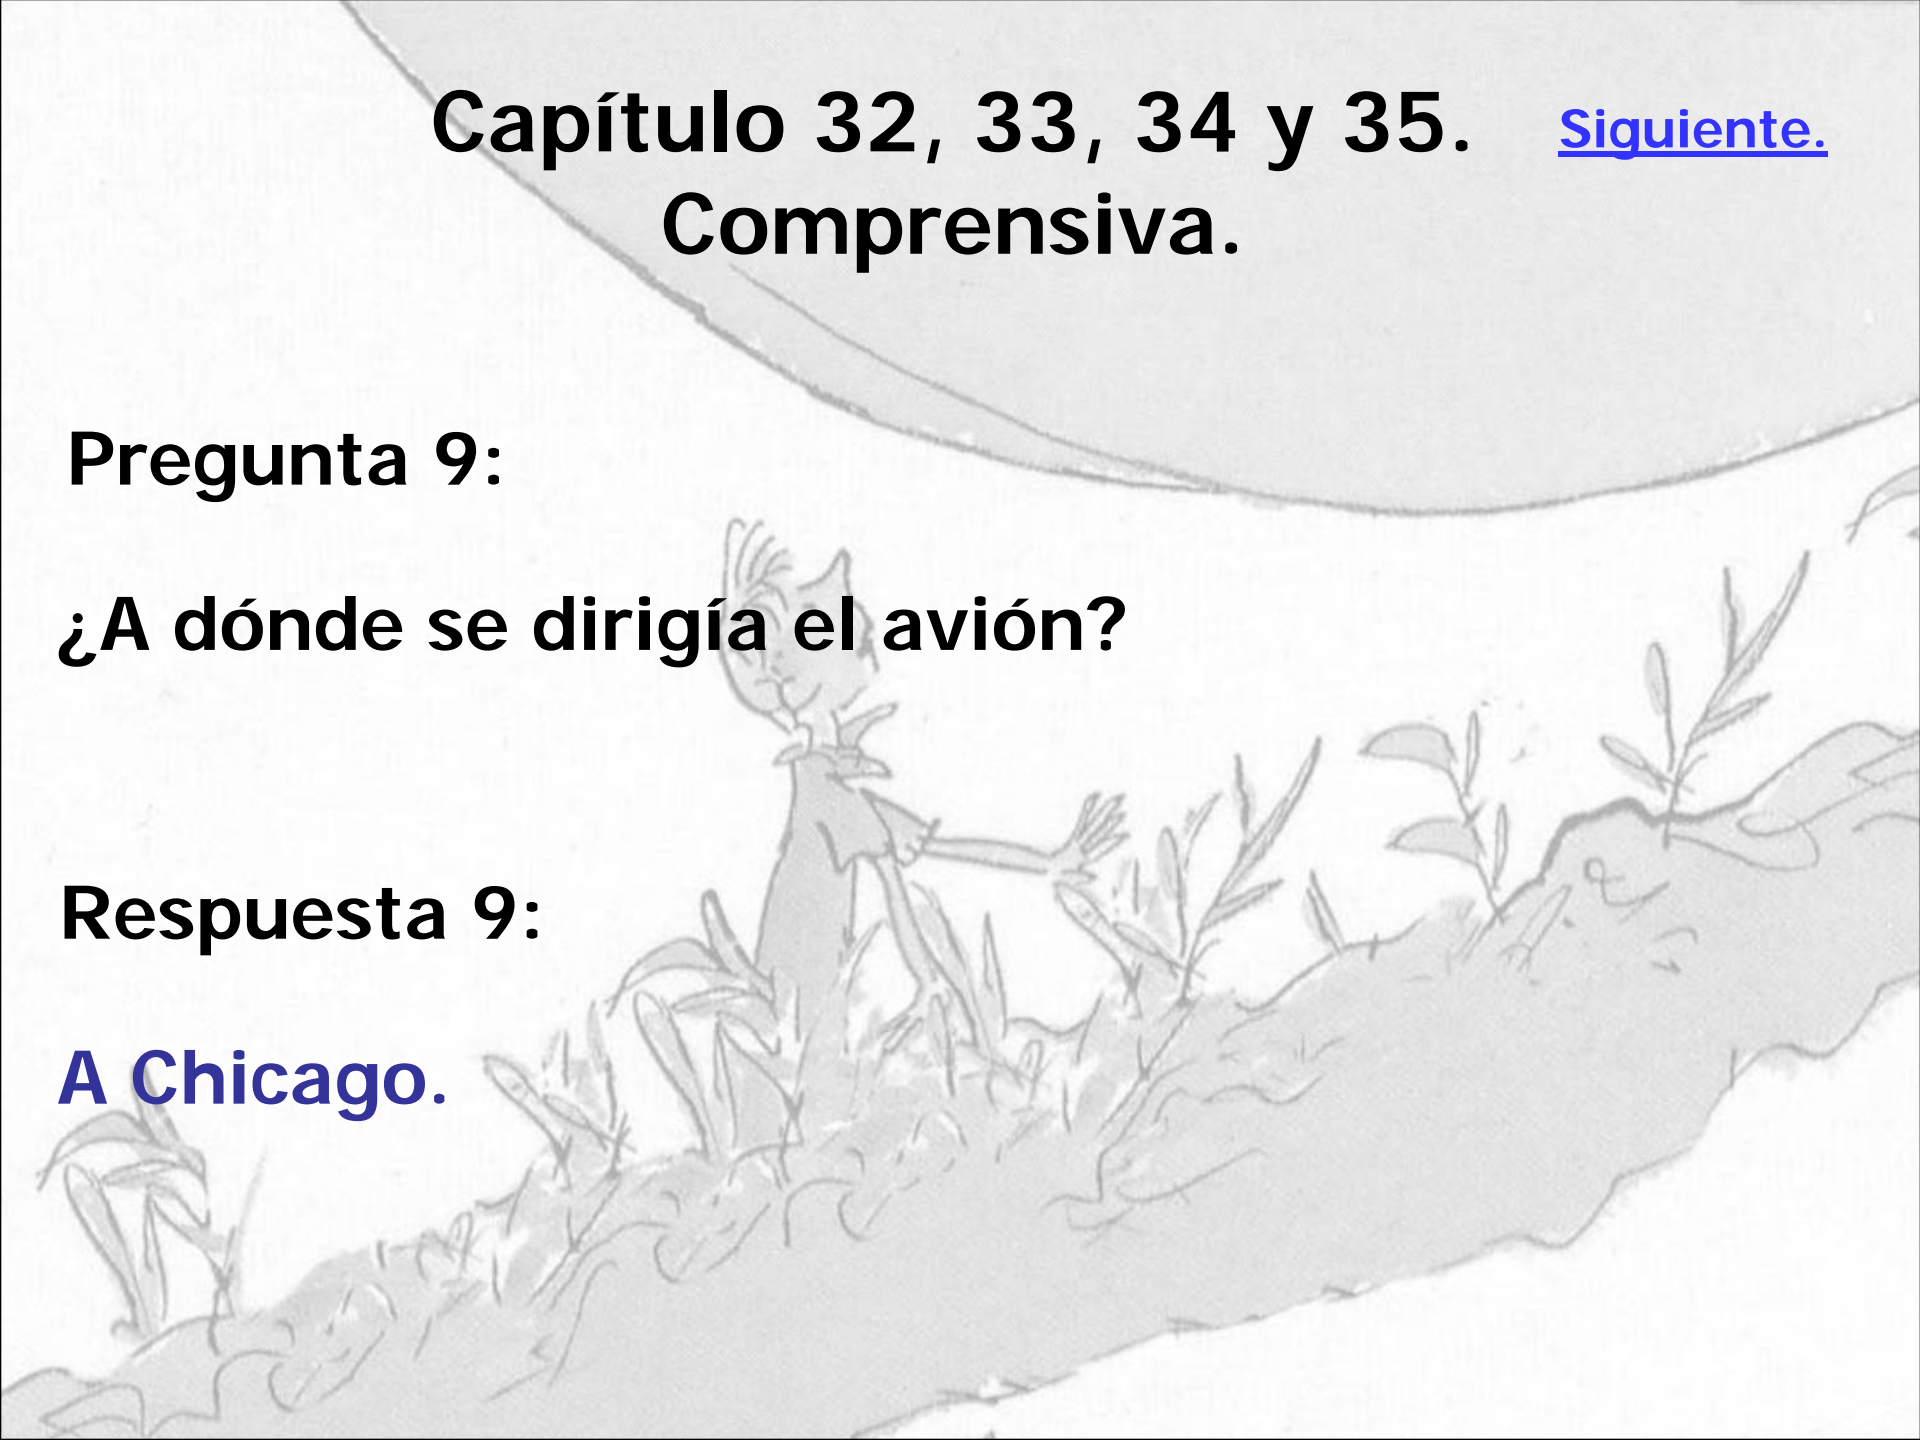 Capítulo 32, 33, 34 y 35.
Siguiente.
Comprensiva.
Pregunta 9:
¿A dónde se dirigía el avión?
Respuesta 9:
A Chicago.